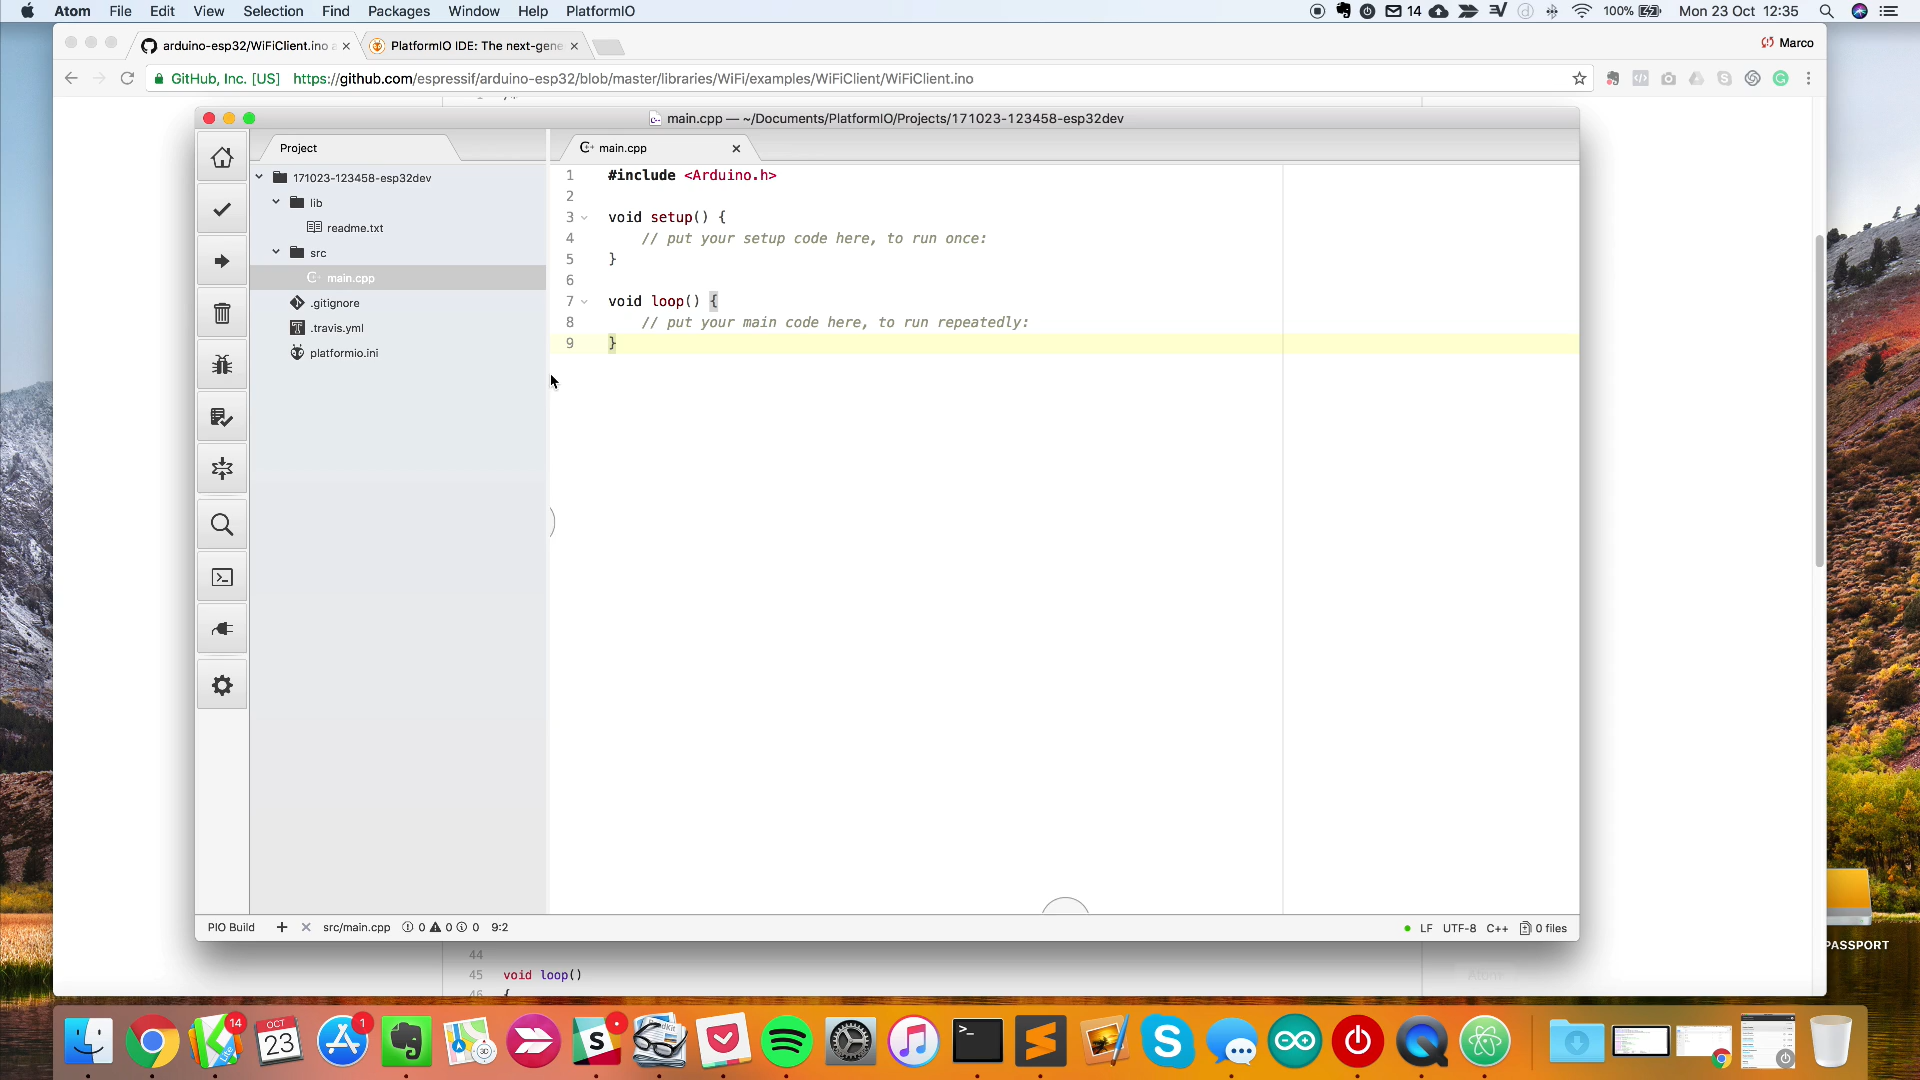 Atom File Edit View Selection Find Packages Window Help PlatformIO
14 100% Mon 23 Oct 12:35
arduino-esp32/WiFiClient.ino a
PlatformIO IDE: The next-gene
Marco
GitHub, Inc. [US] https://github.com/espressif/arduino-esp32/blob/master/libraries/WiFi/examples/WiFiClient/WiFiClient.ino
main.cpp — ~/Documents/PlatformIO/Projects/171023-123458-esp32dev
Project
main.cpp
171023-123458-esp32dev
lib
readme.txt
src
main.cpp
.gitignore
.travis.yml
platformio.ini
1 #include <Arduino.h>
2
3 void setup() {
4 // put your setup code here, to run once:
5 }
6
7 void loop() {
8 // put your main code here, to run repeatedly:
9 }
PIO Build + × src/main.cpp 0 0 0 9:2
LF UTF-8 C++ 0 files
PASSPORT
44
45 void loop()
46 {
Atom
14
Lite
OCT
23
1